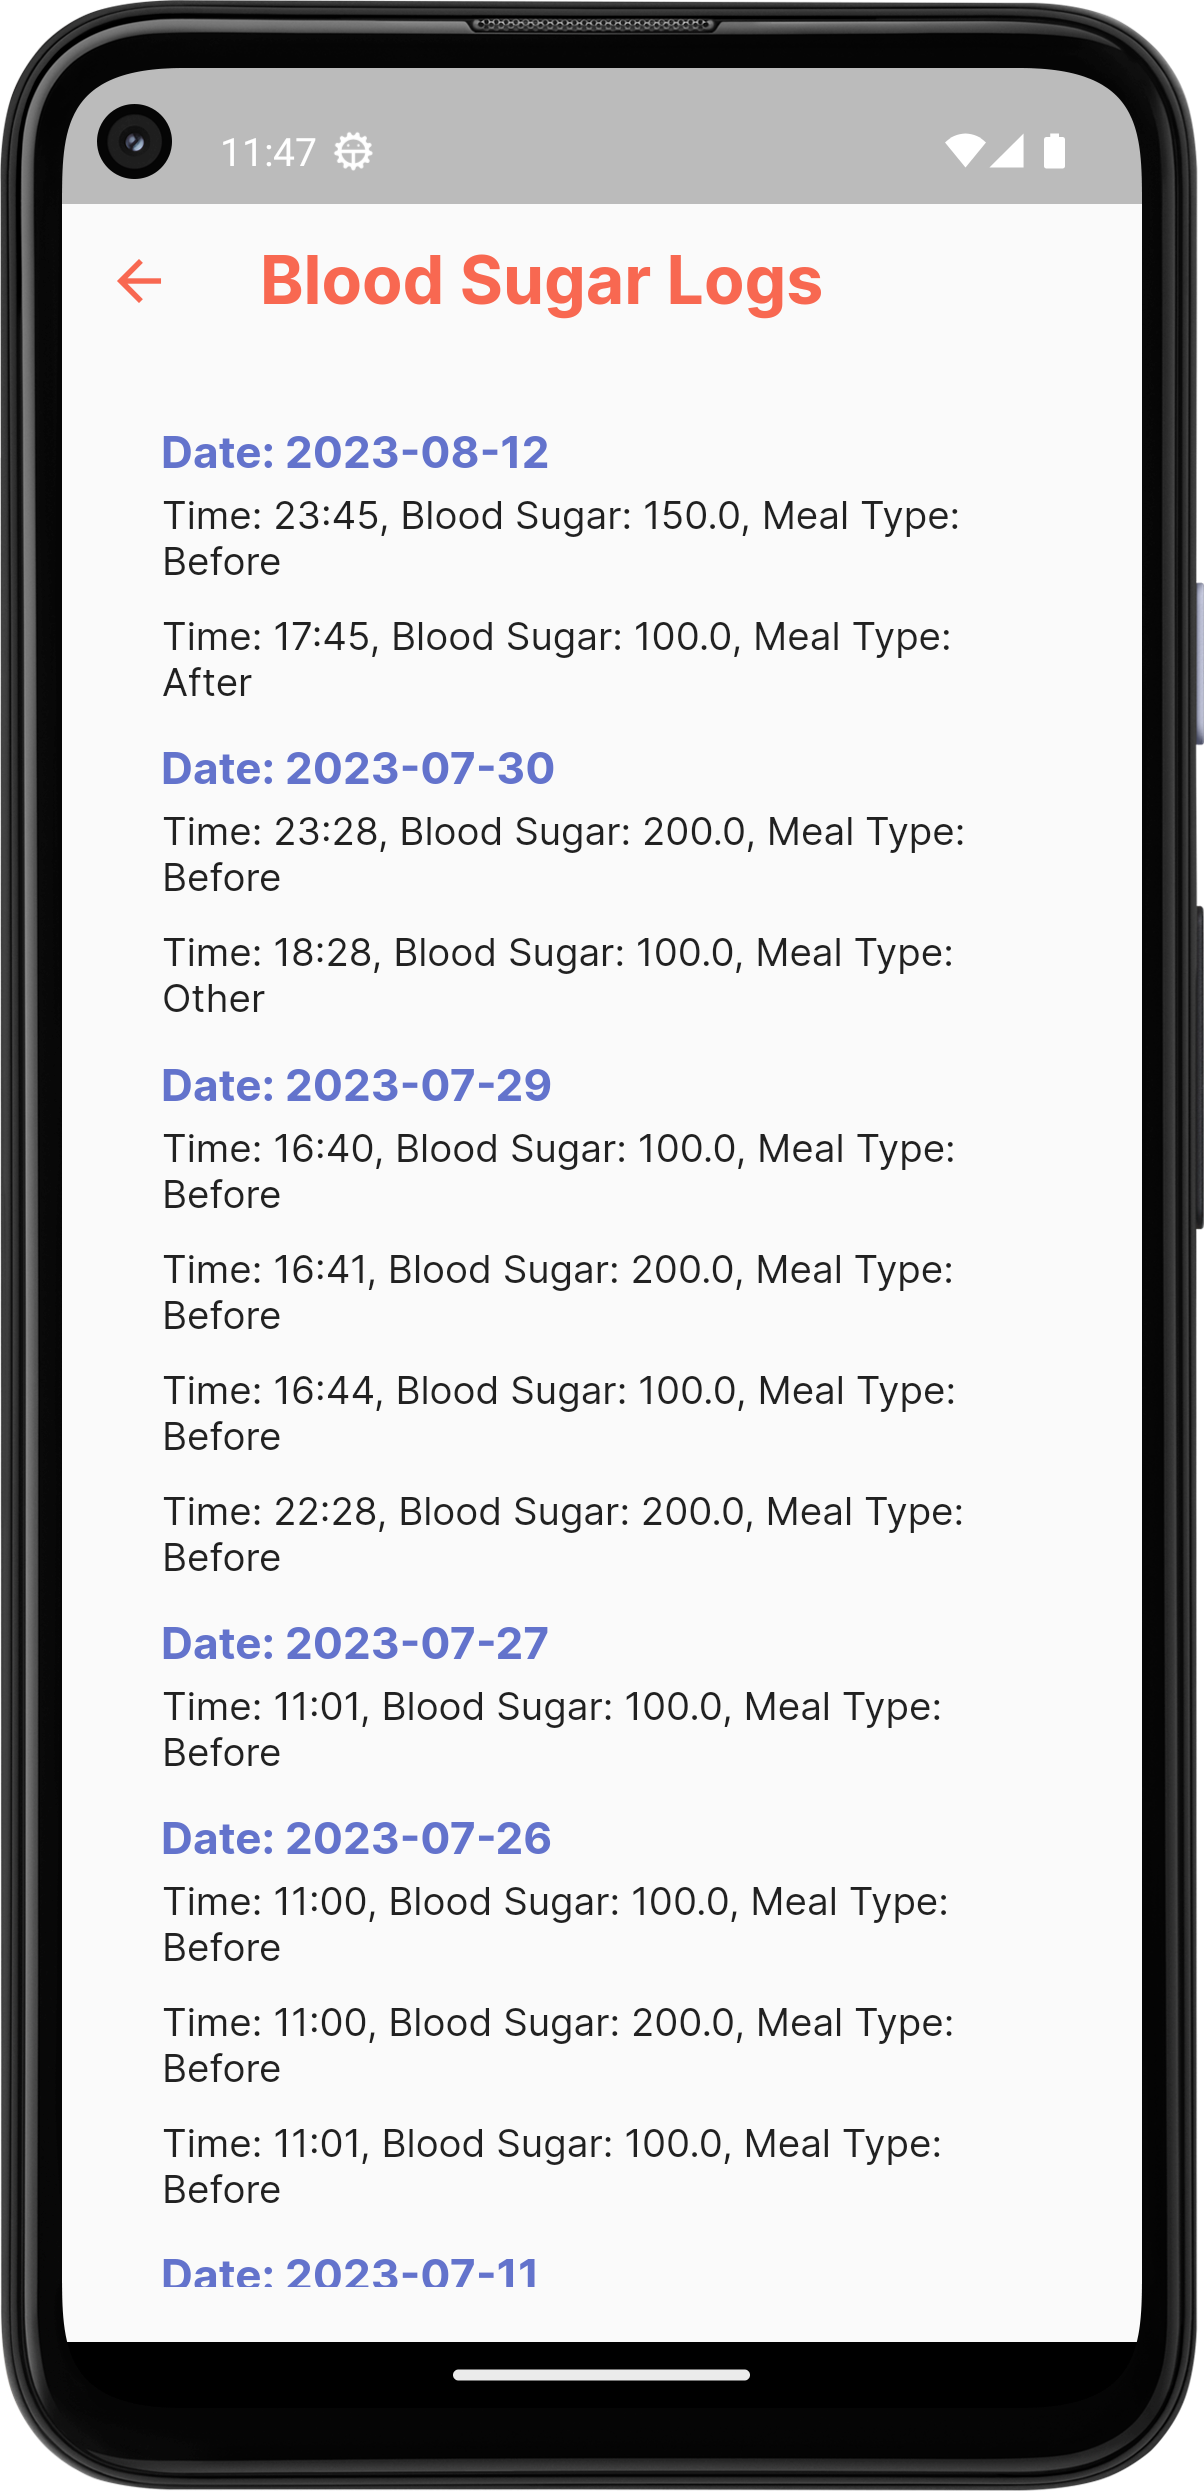 11:47
Blood Sugar Logs
Date: 2023-08-12
Time: 23:45, Blood Sugar: 150.0, Meal Type:
Before
Time: 17:45, Blood Sugar: 100.0, Meal Type:
After
Date: 2023-07-30
Time: 23:28, Blood Sugar: 200.0, Meal Type:
Before
Time: 18:28, Blood Sugar: 100.0, Meal Type:
Other
Date: 2023-07-29
Time: 16:40, Blood Sugar: 100.0, Meal Type:
Before
Time: 16:41, Blood Sugar: 200.0, Meal Type:
Before
Time: 16:44, Blood Sugar: 100.0, Meal Type:
Before
Time: 22:28, Blood Sugar: 200.0, Meal Type:
Before
Date: 2023-07-27
Time: 11:01, Blood Sugar: 100.0, Meal Type:
Before
Date: 2023-07-26
Time: 11:00, Blood Sugar: 100.0, Meal Type:
Before
Time: 11:00, Blood Sugar: 200.0, Meal Type:
Before
Time: 11:01, Blood Sugar: 100.0, Meal Type:
Before
Date: 2023-07-11